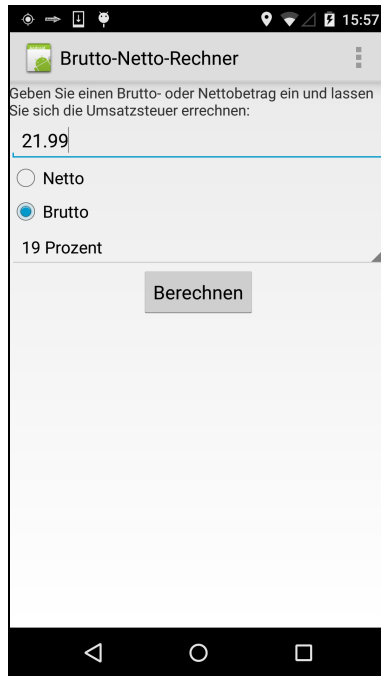 15:57
Brutto-Netto-Rechner
Geben Sie einen Brutto- oder Nettobetrag ein und lassen
Sie sich die Umsatzsteuer errechnen:
21.99
Netto
Brutto
19 Prozent
Berechnen